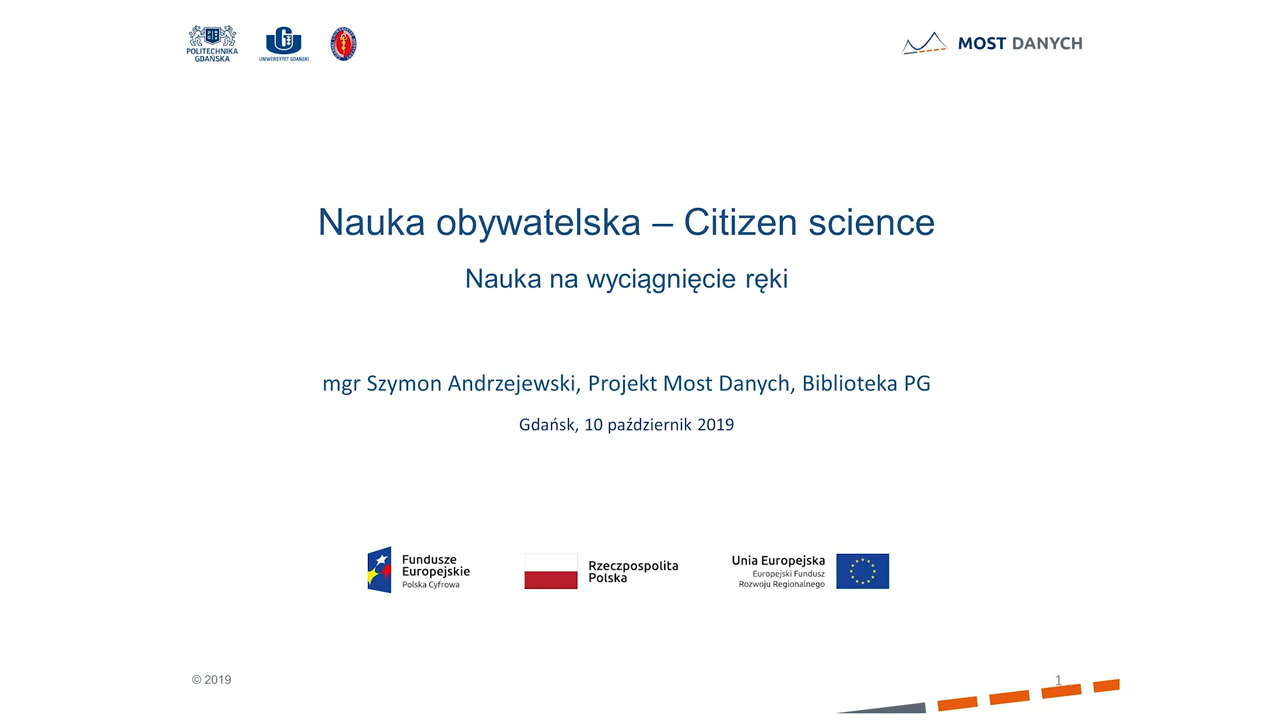 POLITECHNIKA
GDAŃSKA
UNIWERSYTET GDAŃSKI
MOST DANYCH
Nauka obywatelska – Citizen science
Nauka na wyciągnięcie ręki
mgr Szymon Andrzejewski, Projekt Most Danych, Biblioteka PG
Gdańsk, 10 październik 2019
Fundusze
Europejskie
Polska Cyfrowa
Rzeczpospolita
Polska
Unia Europejska
Europejski Fundusz
Rozwoju Regionalnego
© 2019
1